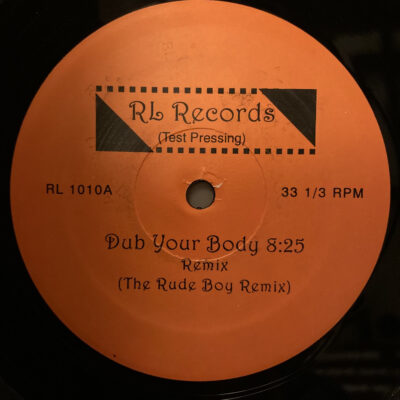 RL Records
(Test Pressing)
RL 1010A
33 1/3 RPM
Dub Your Body 8:25
Remix
(The Rude Boy Remix)